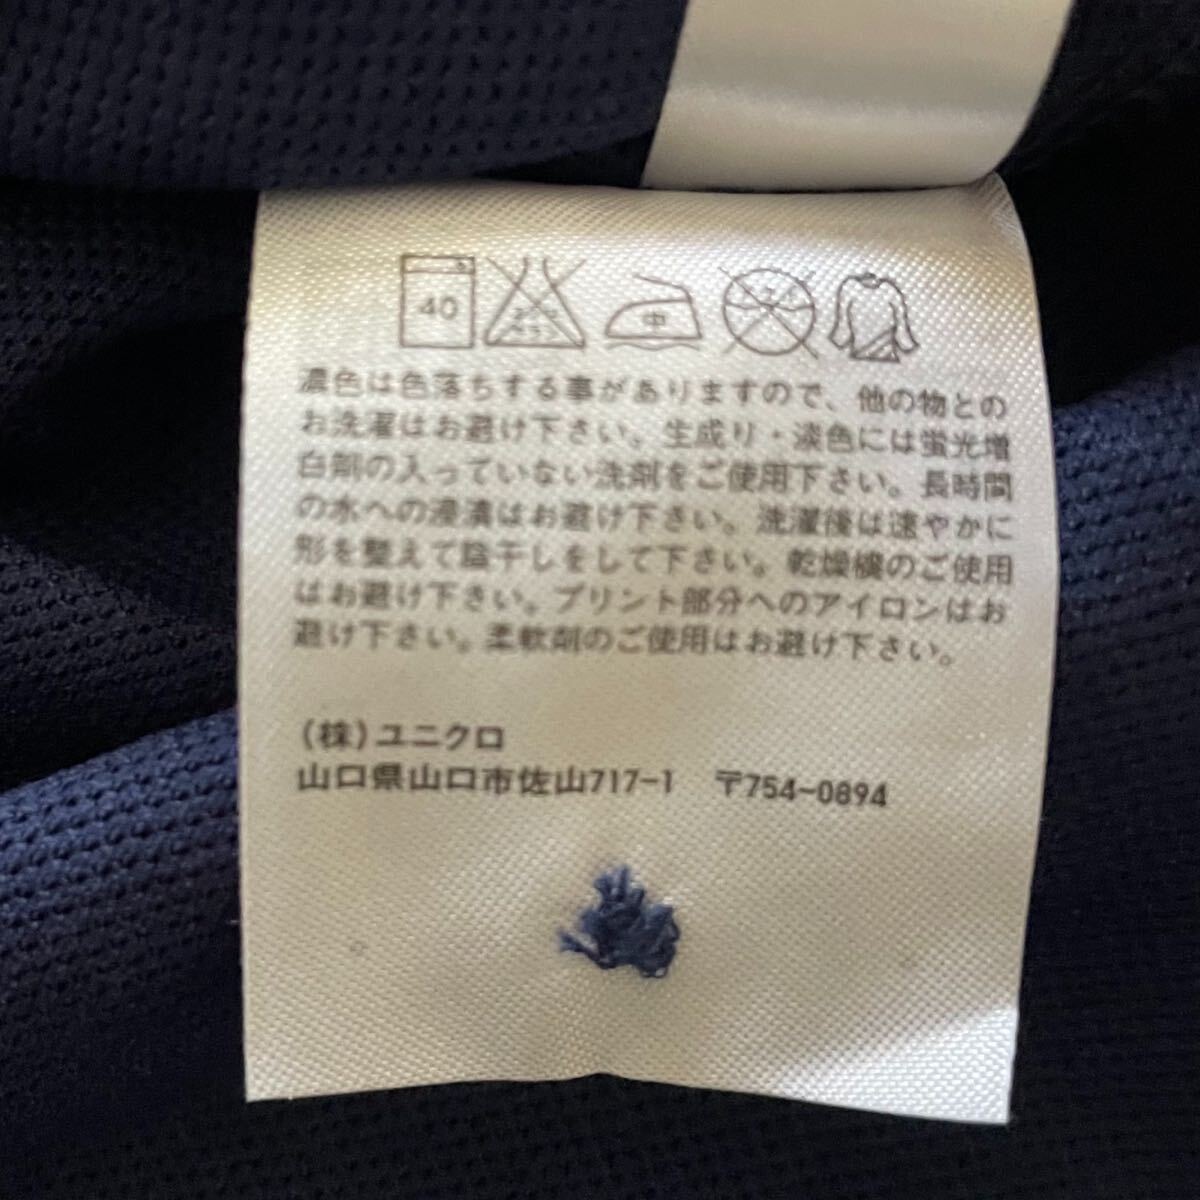 40
中
濃色は色落ちする事がありますので、他の物との
お洗濯はお避け下さい。生成り・淡色には蛍光増
白剤の入っていない洗剤をご使用下さい。長時間
の水への浸漬はお避け下さい。洗濯後は速やかに
形を整えて陰干しをして下さい。乾燥機のご使用
はお避け下さい。プリント部分へのアイロンはお
避け下さい。柔軟剤のご使用はお避け下さい。
(株)ユニクロ
山口県山口市佐山717-1 〒754-0894